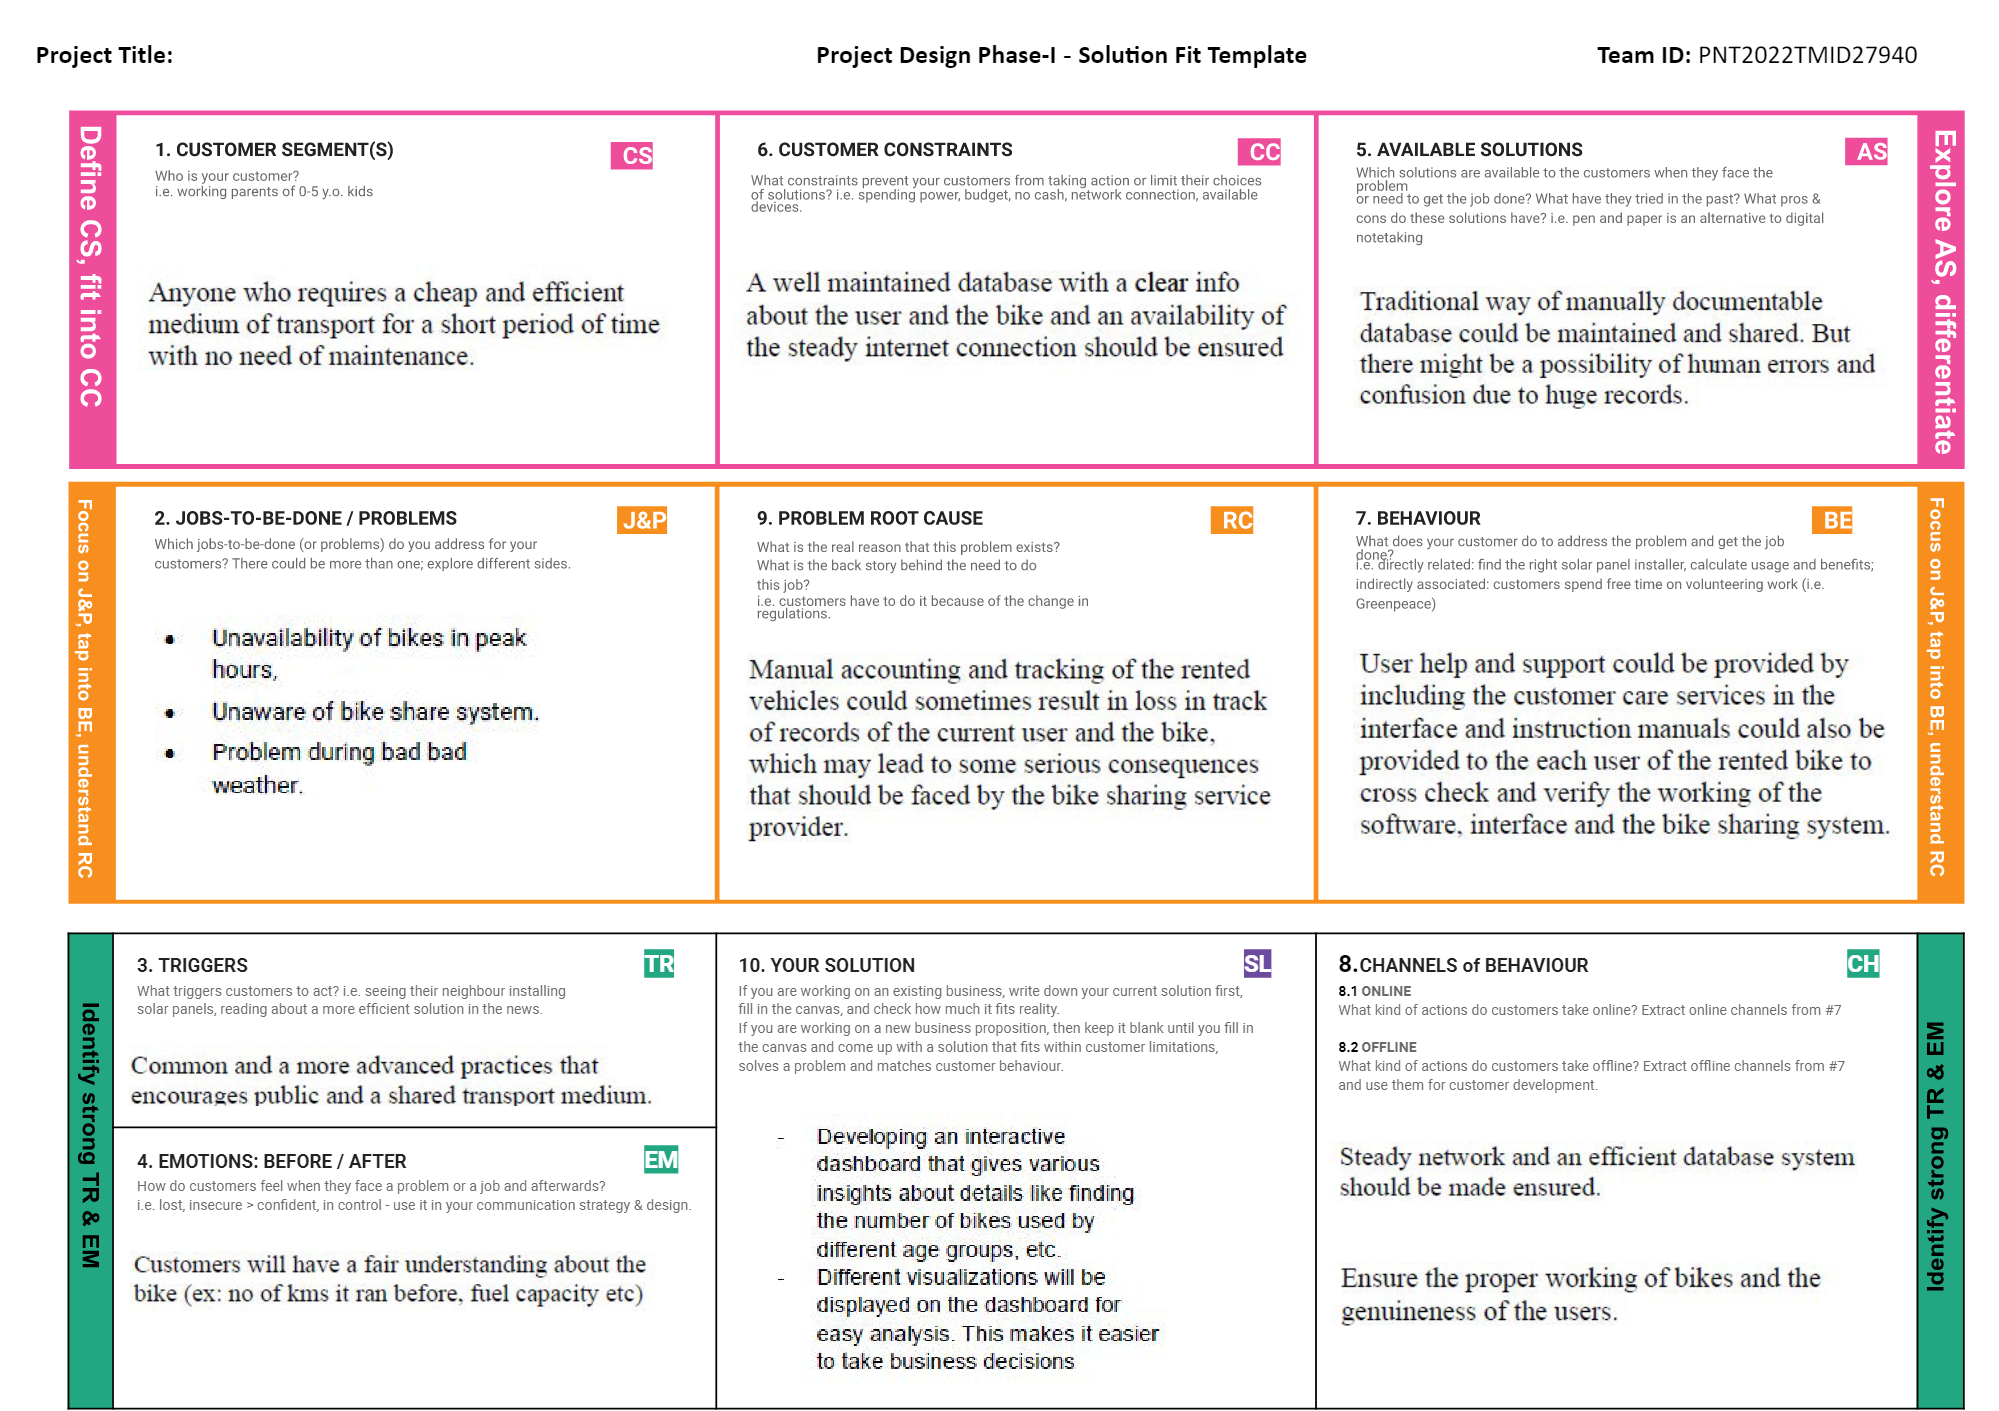 Project Title:
Project Design Phase-I - Solution Fit Template
Team ID: PNT2022TMID27940
Define CS, fit into CC
1. CUSTOMER SEGMENT(S)
CS
Who is your customer?
i.e. working parents of 0-5 y.o. kids
Anyone who requires a cheap and efficient
medium of transport for a short period of time
with no need of maintenance.
6. CUSTOMER CONSTRAINTS
CC
What constraints prevent your customers from taking action or limit their choices
of solutions? i.e. spending power, budget, no cash, network connection, available
devices.
A well maintained database with a clear info
about the user and the bike and an availability of
the steady internet connection should be ensured
5. AVAILABLE SOLUTIONS
AS
Which solutions are available to the customers when they face the
problem
or need to get the job done? What have they tried in the past? What pros &
cons do these solutions have? i.e. pen and paper is an alternative to digital
notetaking
Traditional way of manually documentable
database could be maintained and shared. But
there might be a possibility of human errors and
confusion due to huge records.
Explore AS, differentiate
Focus on J&P, tap into BE, understand RC
2. JOBS-TO-BE-DONE / PROBLEMS
J&P
Which jobs-to-be-done (or problems) do you address for your
customers? There could be more than one; explore different sides.
• Unavailability of bikes in peak
hours,
• Unaware of bike share system.
• Problem during bad bad
weather.
9. PROBLEM ROOT CAUSE
RC
What is the real reason that this problem exists?
What is the back story behind the need to do
this job?
i.e. customers have to do it because of the change in
regulations.
Manual accounting and tracking of the rented
vehicles could sometimes result in loss in track
of records of the current user and the bike,
which may lead to some serious consequences
that should be faced by the bike sharing service
provider.
7. BEHAVIOUR
BE
What does your customer do to address the problem and get the job
done?
i.e. directly related: find the right solar panel installer, calculate usage and benefits;
indirectly associated: customers spend free time on volunteering work (i.e.
Greenpeace)
User help and support could be provided by
including the customer care services in the
interface and instruction manuals could also be
provided to the each user of the rented bike to
cross check and verify the working of the
software, interface and the bike sharing system.
Focus on J&P, tap into BE, understand RC
Identify strong TR & EM
3. TRIGGERS
TR
What triggers customers to act? i.e. seeing their neighbour installing
solar panels, reading about a more efficient solution in the news.
Common and a more advanced practices that
encourages public and a shared transport medium.
4. EMOTIONS: BEFORE / AFTER
EM
How do customers feel when they face a problem or a job and afterwards?
i.e. lost, insecure > confident, in control - use it in your communication strategy & design.
Customers will have a fair understanding about the
bike (ex: no of kms it ran before, fuel capacity etc)
10. YOUR SOLUTION
SL
If you are working on an existing business, write down your current solution first,
fill in the canvas, and check how much it fits reality.
If you are working on a new business proposition, then keep it blank until you fill in
the canvas and come up with a solution that fits within customer limitations,
solves a problem and matches customer behaviour.
- Developing an interactive
dashboard that gives various
insights about details like finding
the number of bikes used by
different age groups, etc.
- Different visualizations will be
displayed on the dashboard for
easy analysis. This makes it easier
to take business decisions
8.CHANNELS of BEHAVIOUR
CH
8.1 ONLINE
What kind of actions do customers take online? Extract online channels from #7
8.2 OFFLINE
What kind of actions do customers take offline? Extract offline channels from #7
and use them for customer development.
Steady network and an efficient database system
should be made ensured.
Ensure the proper working of bikes and the
genuineness of the users.
Identify strong TR & EM